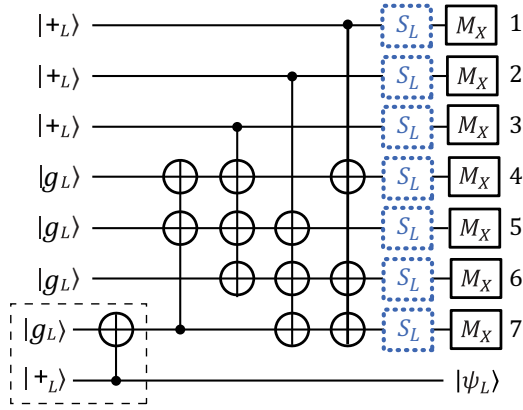 |+_L⟩ S_L M_X 1
|+_L⟩ S_L M_X 2
|+_L⟩ S_L M_X 3
|g_L⟩ S_L M_X 4
|g_L⟩ S_L M_X 5
|g_L⟩ S_L M_X 6
|g_L⟩ S_L M_X 7
|+_L⟩ |ψ_L⟩